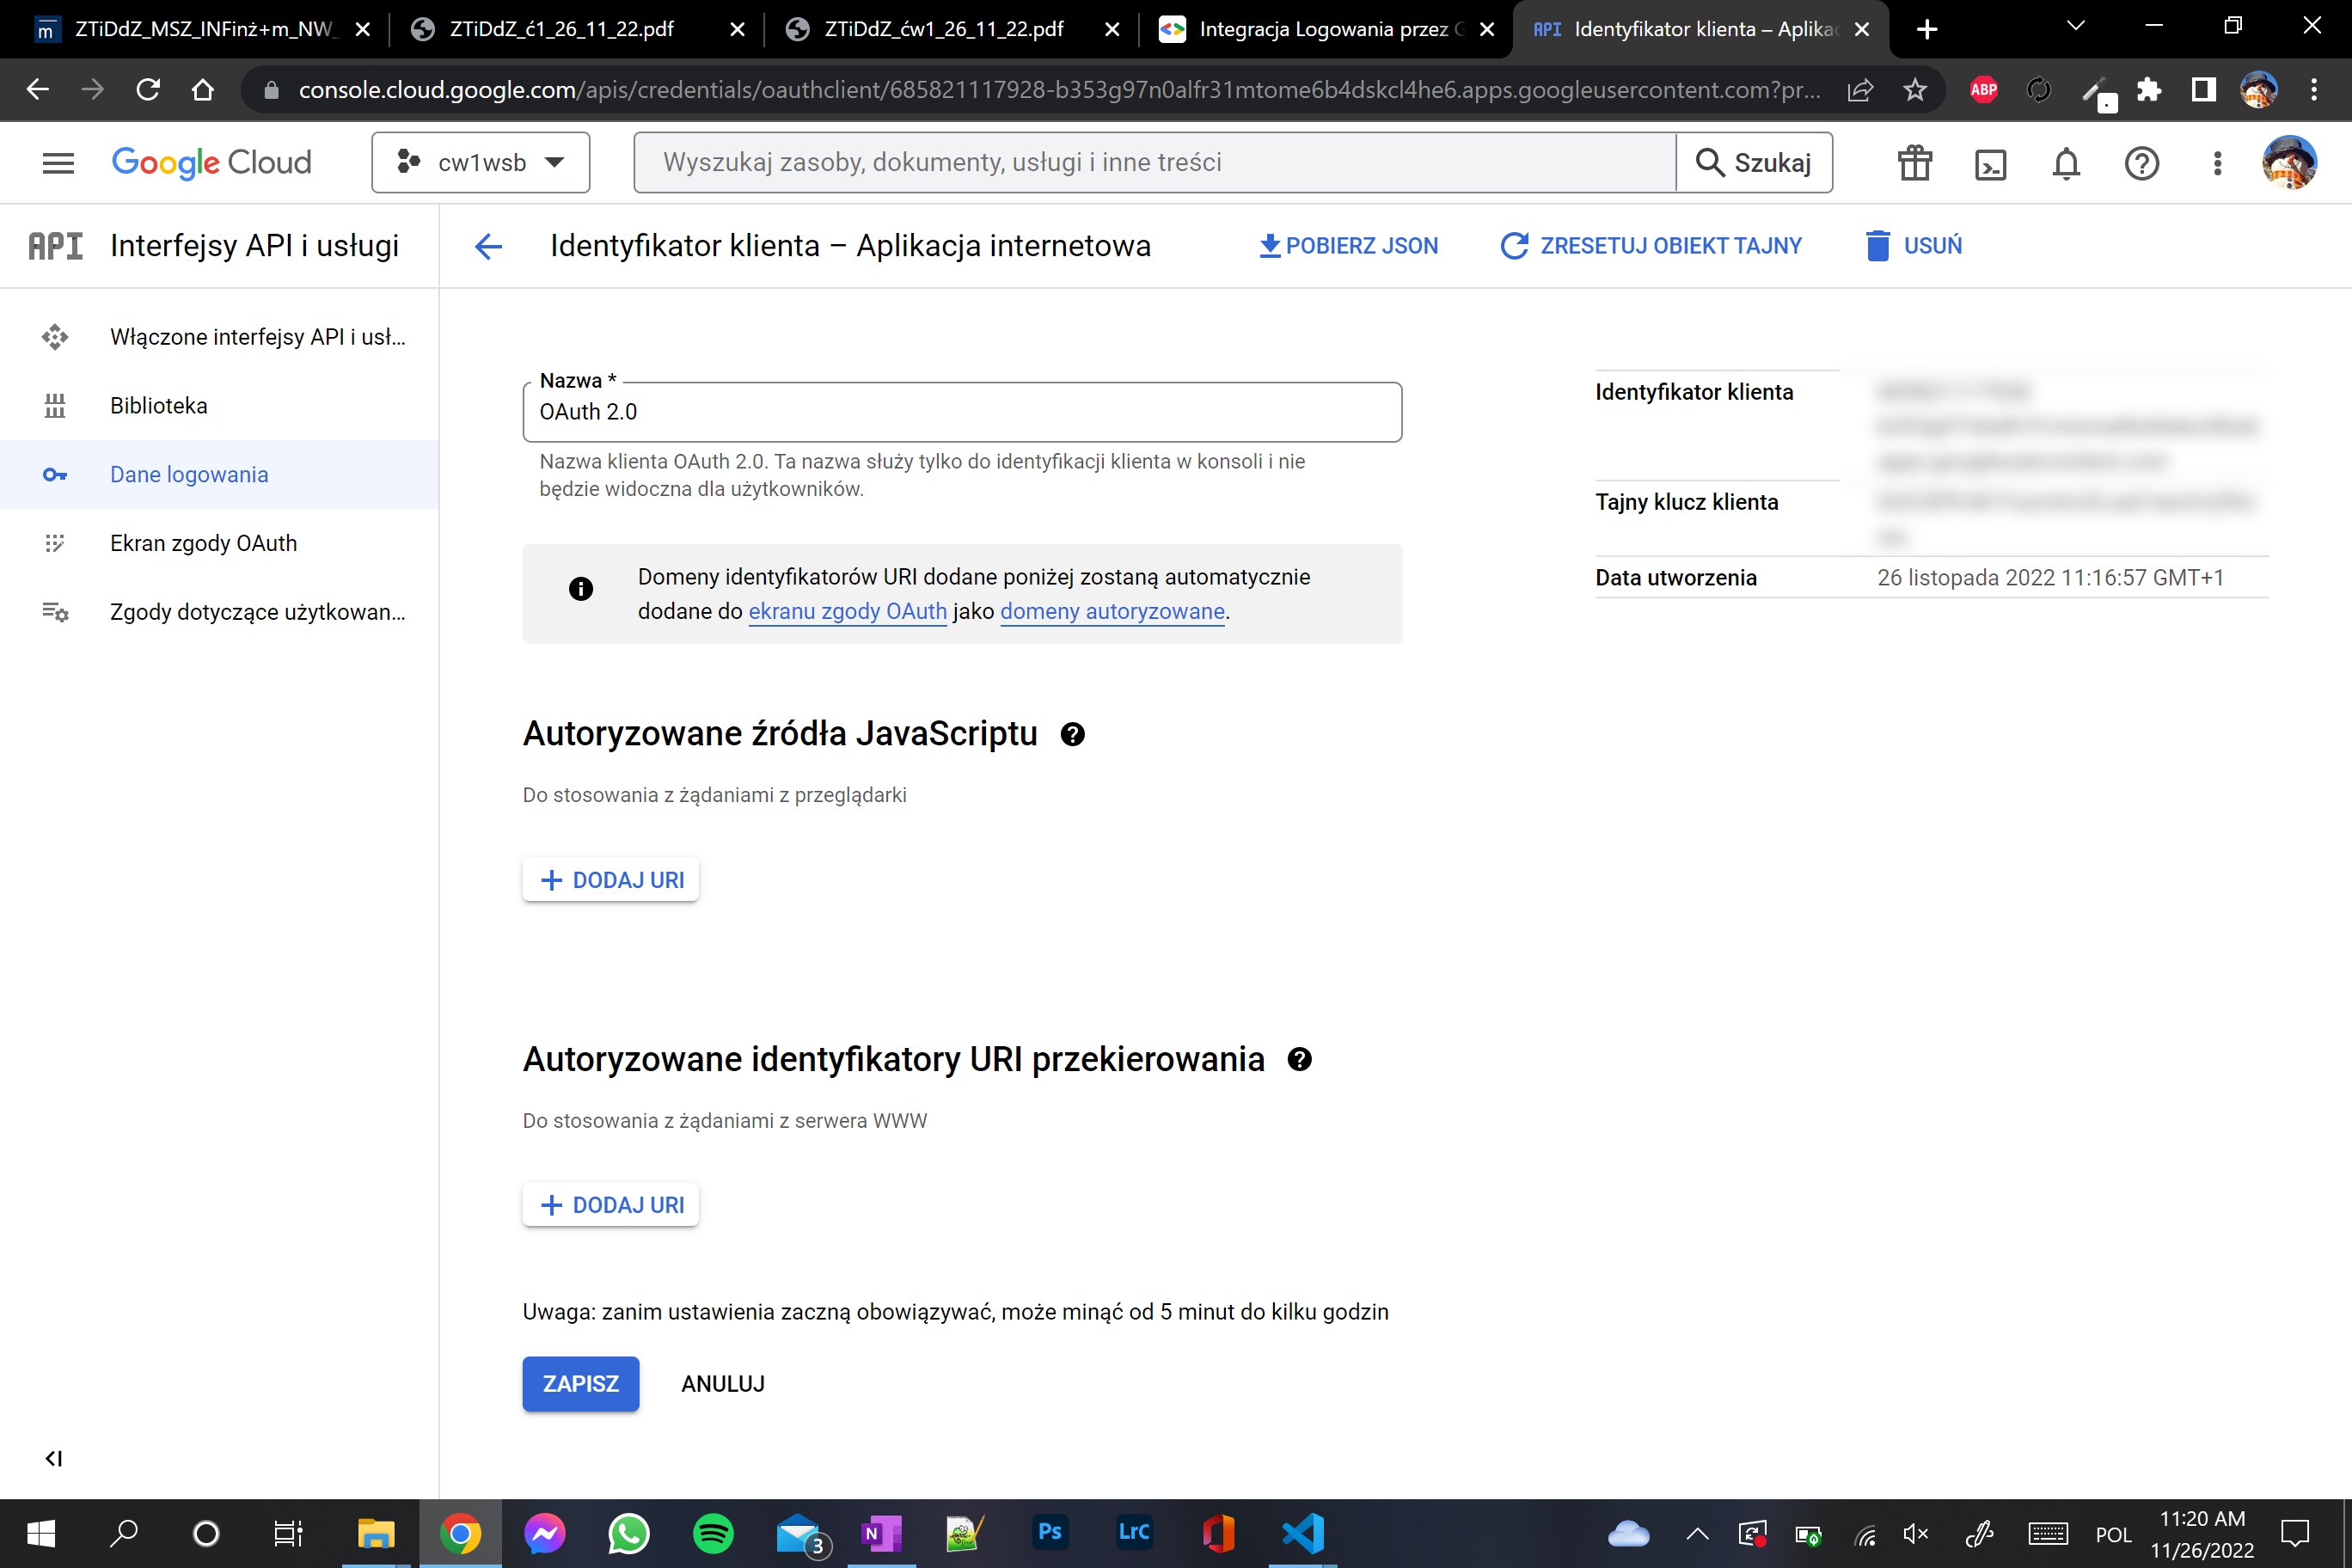 ZTiDdZ_MSZ_INFinż+m_NW_
ZTiDdZ_ć1_26_11_22.pdf
ZTiDdZ_ćw1_26_11_22.pdf
Integracja Logowania przez G
API Identyfikator klienta – Aplikac
console.cloud.google.com/apis/credentials/oauthclient/685821117928-b353g97n0alfr31mtome6b4dskcl4he6.apps.googleusercontent.com?pr...
ABP
Google Cloud
cw1wsb
Wyszukaj zasoby, dokumenty, usługi i inne treści
Szukaj
API Interfejsy API i usługi
Identyfikator klienta – Aplikacja internetowa
POBIERZ JSON
ZRESETUJ OBIEKT TAJNY
USUŃ
Włączone interfejsy API i usł...
Biblioteka
Dane logowania
Ekran zgody OAuth
Zgody dotyczące użytkowan...
Nazwa *
OAuth 2.0
Nazwa klienta OAuth 2.0. Ta nazwa służy tylko do identyfikacji klienta w konsoli i nie
będzie widoczna dla użytkowników.
Domeny identyfikatorów URI dodane poniżej zostaną automatycznie
dodane do ekranu zgody OAuth jako domeny autoryzowane.
Identyfikator klienta
Tajny klucz klienta
Data utworzenia
26 listopada 2022 11:16:57 GMT+1
Autoryzowane źródła JavaScriptu
Do stosowania z żądaniami z przeglądarki
DODAJ URI
Autoryzowane identyfikatory URI przekierowania
Do stosowania z żądaniami z serwera WWW
DODAJ URI
Uwaga: zanim ustawienia zaczną obowiązywać, może minąć od 5 minut do kilku godzin
ZAPISZ
ANULUJ
3
N
Ps
LrC
POL
11:20 AM
11/26/2022